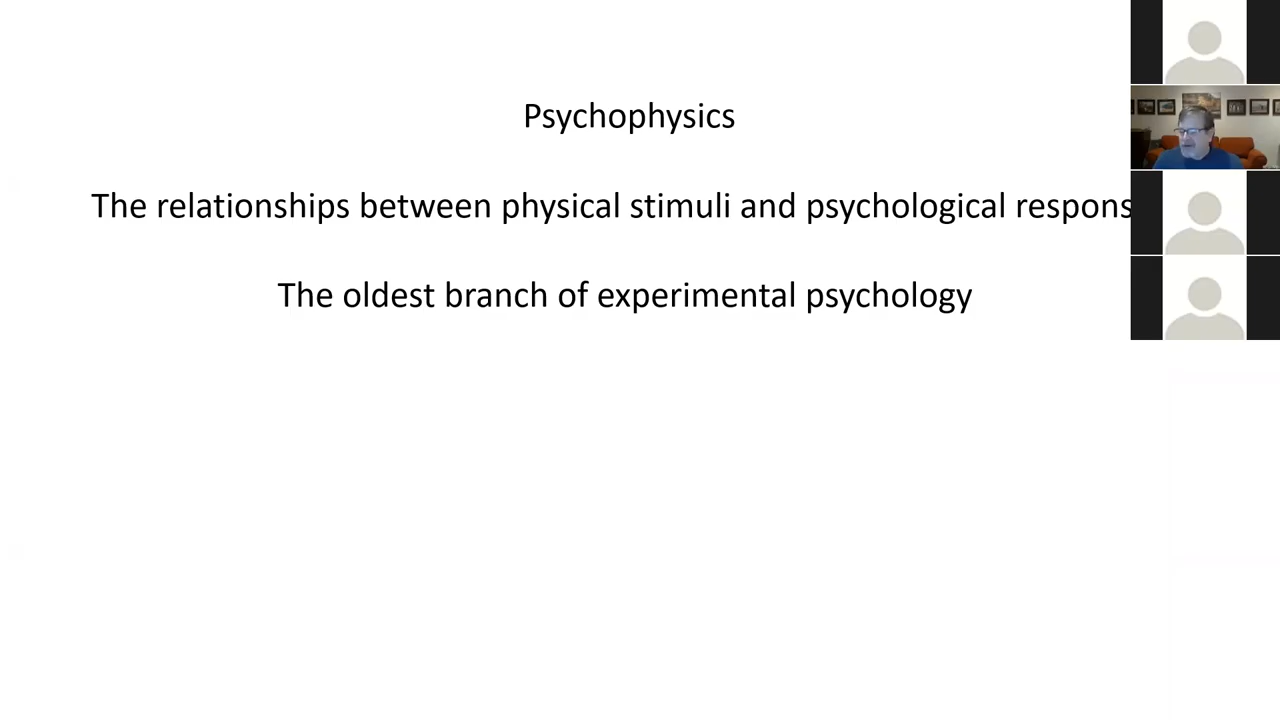 Psychophysics
The relationships between physical stimuli and psychological respons
The oldest branch of experimental psychology